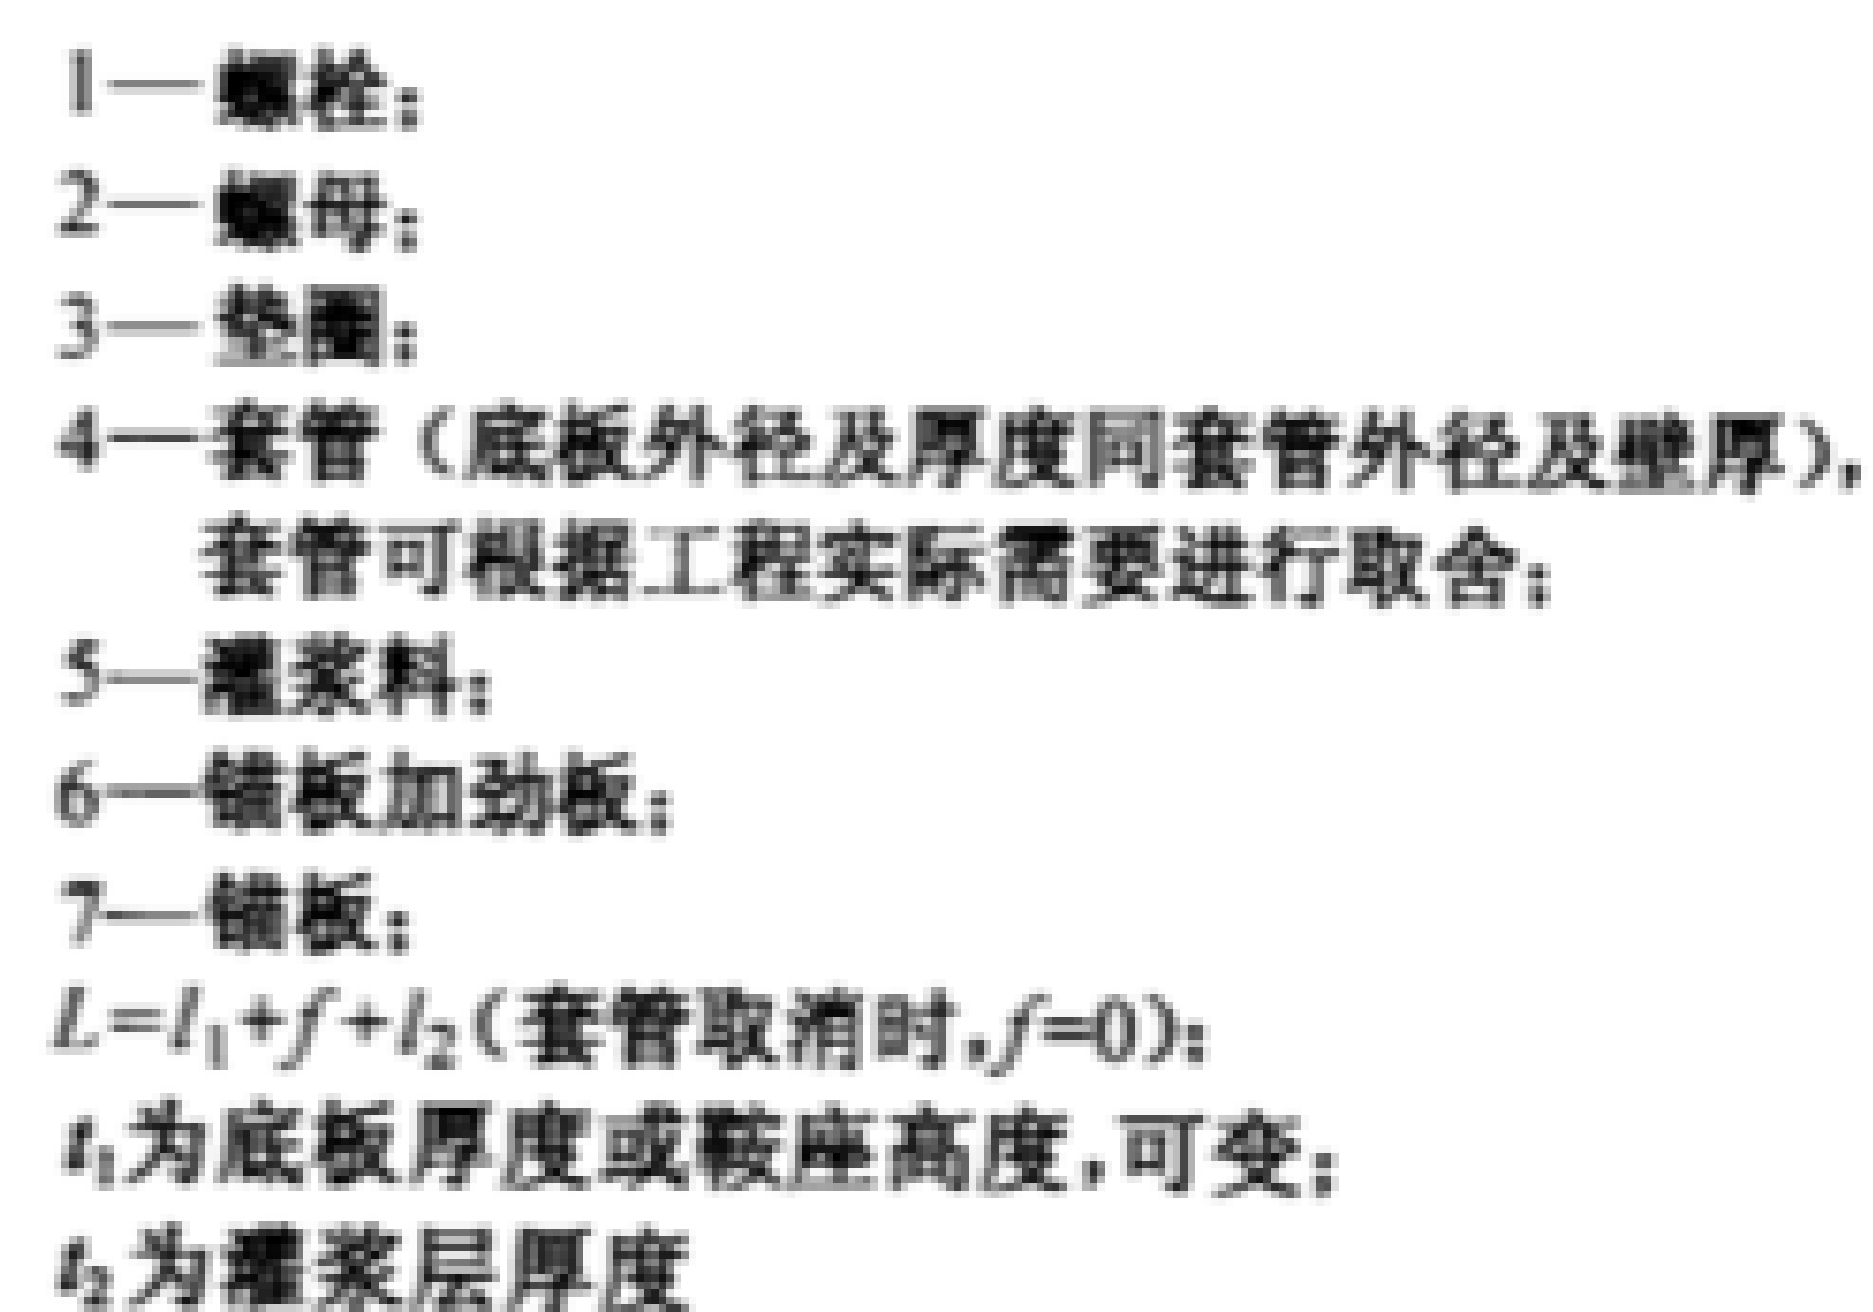 1—螺栓；
2—螺母；
3—垫圈；
4—套管（底板外径及厚度同套管外径及壁厚），
套管可根据工程实际需要进行取舍；
5—灌浆料；
6—锚板加劲板；
7—锚板；
L=l₁+f+l₂（套管取消时，f=0）；
t₁为底板厚度或鞍座高度，可变；
t₂为灌浆层厚度